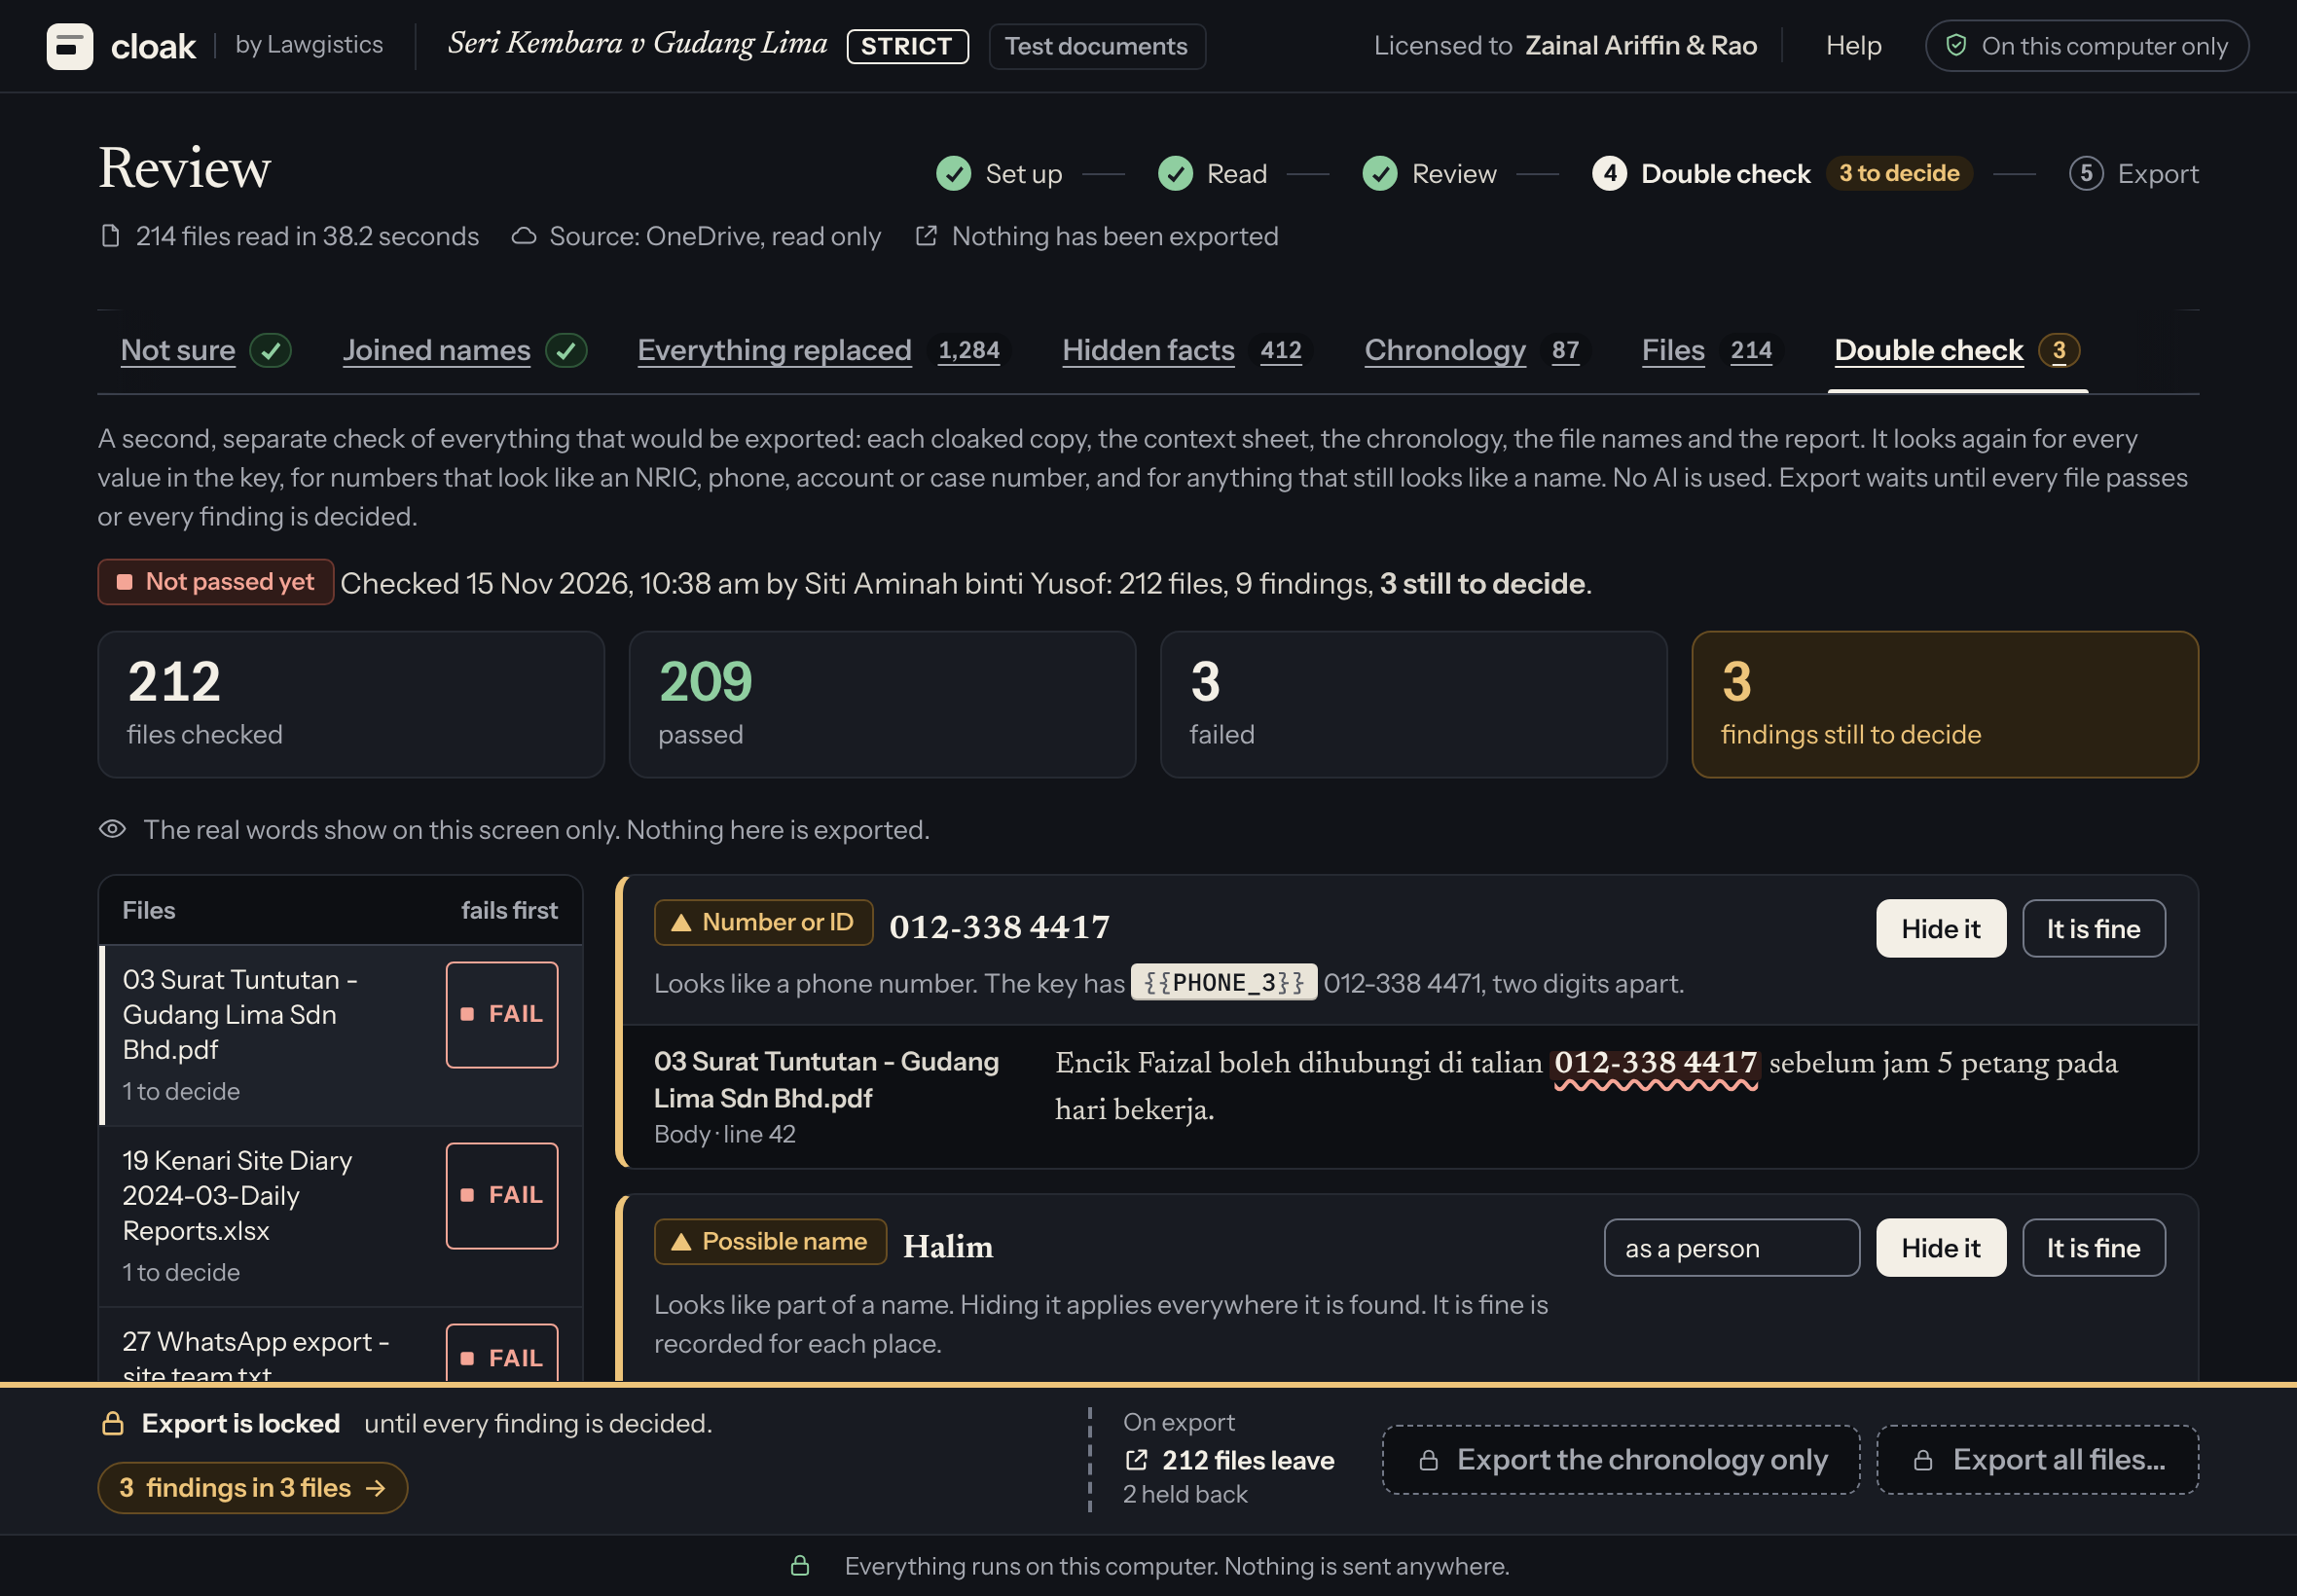 cloak by Lawgistics Seri Kembara v Gudang Lima STRICT Test documents Licensed to Zainal Ariffin & Rao Help On this computer only
Review
Set up Read Review 4 Double check 3 to decide 5 Export
214 files read in 38.2 seconds Source: OneDrive, read only Nothing has been exported
Not sure Joined names Everything replaced 1,284 Hidden facts 412 Chronology 87 Files 214 Double check 3
A second, separate check of everything that would be exported: each cloaked copy, the context sheet, the chronology, the file names and the report. It looks again for every
value in the key, for numbers that look like an NRIC, phone, account or case number, and for anything that still looks like a name. No AI is used. Export waits until every file passes
or every finding is decided.
Not passed yet Checked 15 Nov 2026, 10:38 am by Siti Aminah binti Yusof: 212 files, 9 findings, 3 still to decide.
212
files checked
209
passed
3
failed
3
findings still to decide
The real words show on this screen only. Nothing here is exported.
Files fails first
03 Surat Tuntutan -
Gudang Lima Sdn
Bhd.pdf
1 to decide
FAIL
19 Kenari Site Diary
2024-03-Daily
Reports.xlsx
1 to decide
FAIL
27 WhatsApp export -
site team.txt
FAIL
Number or ID 012-338 4417 Hide it It is fine
Looks like a phone number. The key has {{PHONE_3}} 012-338 4471, two digits apart.
03 Surat Tuntutan - Gudang
Lima Sdn Bhd.pdf
Body · line 42
Encik Faizal boleh dihubungi di talian 012-338 4417 sebelum jam 5 petang pada
hari bekerja.
Possible name Halim as a person Hide it It is fine
Looks like part of a name. Hiding it applies everywhere it is found. It is fine is
recorded for each place.
Export is locked until every finding is decided.
3 findings in 3 files →
On export
212 files leave
2 held back
Export the chronology only
Export all files...
Everything runs on this computer. Nothing is sent anywhere.